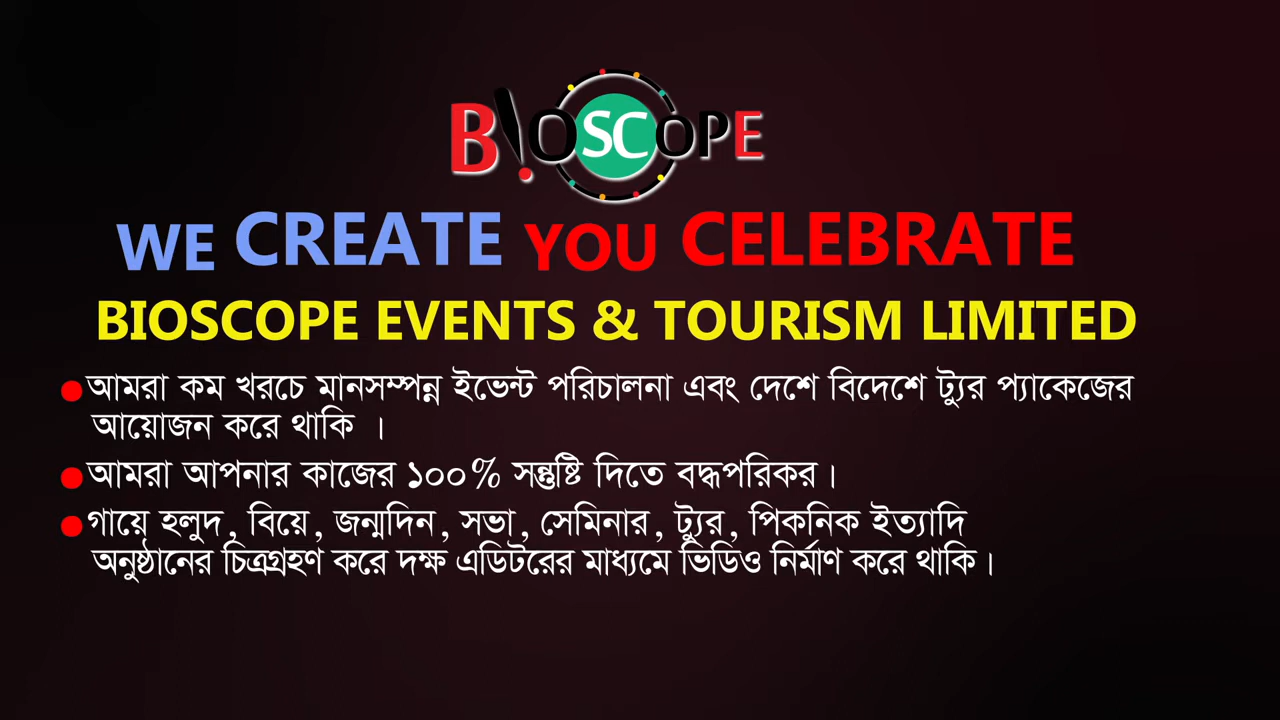 B!OSCOPE
WE CREATE YOU CELEBRATE
BIOSCOPE EVENTS & TOURISM LIMITED
আমরা কম খরচে মানসম্পন্ন ইভেন্ট পরিচালনা এবং দেশে বিদেশে ট্যুর প্যাকেজের
আয়োজন করে থাকি ।
আমরা আপনার কাজের ১০০% সন্তুষ্টি দিতে বদ্ধপরিকর।
গায়ে হলুদ, বিয়ে, জন্মদিন, সভা, সেমিনার, ট্যুর, পিকনিক ইত্যাদি
অনুষ্ঠানের চিত্রগ্রহণ করে দক্ষ এডিটরের মাধ্যমে ভিডিও নির্মাণ করে থাকি।